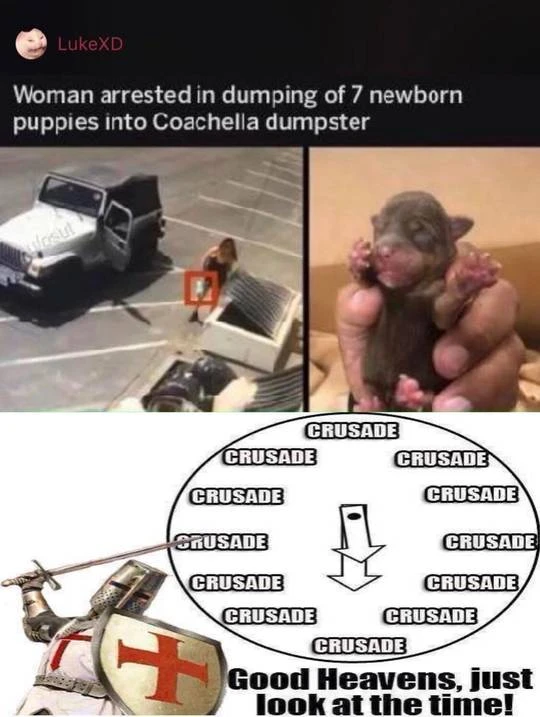 LukeXD
Woman arrested in dumping of 7 newborn
puppies into Coachella dumpster
CRUSADE
CRUSADE CRUSADE
CRUSADE CRUSADE
CRUSADE CRUSADE
CRUSADE CRUSADE
CRUSADE CRUSADE
CRUSADE
Good Heavens, just
look at the time!